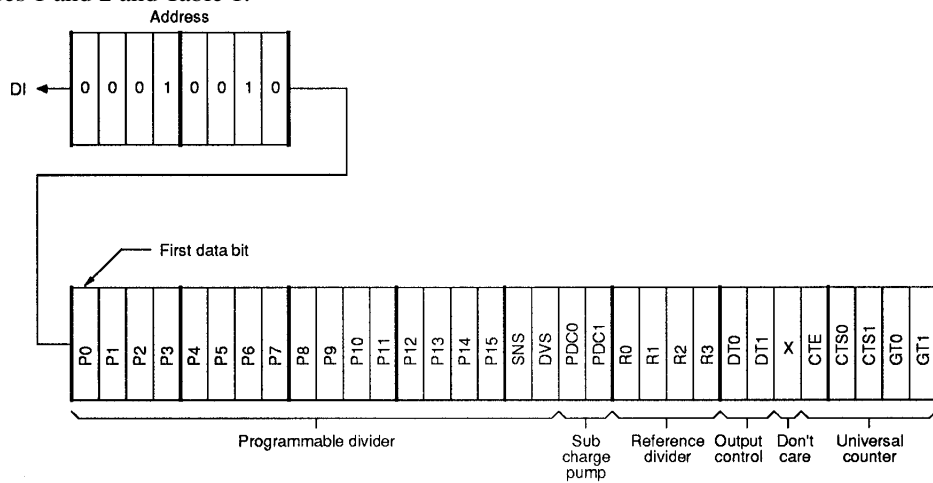 Address
DI 0 0 0 1 0 0 1 0
First data bit
P0 P1 P2 P3 P4 P5 P6 P7 P8 P9 P10 P11 P12 P13 P14 P15 SNS DVS PDC0 PDC1 R0 R1 R2 R3 DT0 DT1 X CTE CTS0 CTS1 GT0 GT1
Programmable divider Sub charge pump Reference divider Output control Don't care Universal counter